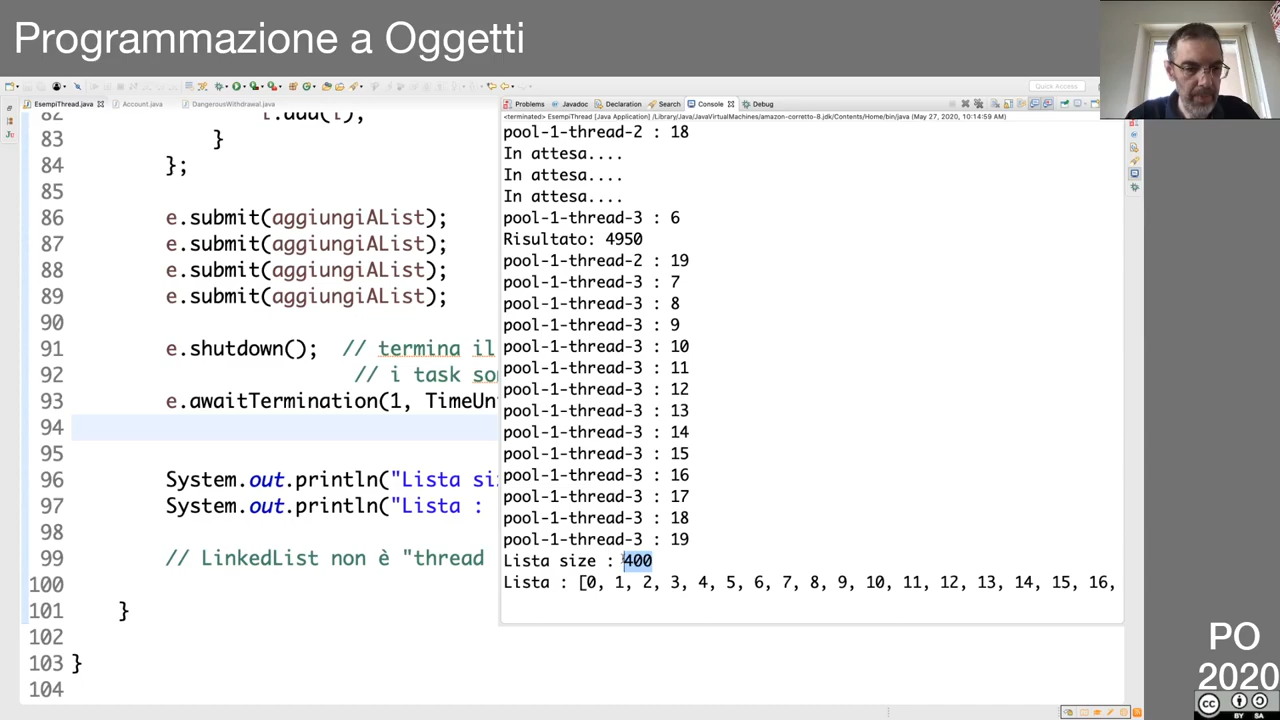 Programmazione a Oggetti
Quick Access
EsempiThread.java
Account.java
DangerousWithdrawal.java
83 }
84 };
85
86 e.submit(aggiungiAList);
87 e.submit(aggiungiAList);
88 e.submit(aggiungiAList);
89 e.submit(aggiungiAList);
90
91 e.shutdown(); // termina il
92 // i task so
93 e.awaitTermination(1, TimeUn
94
95
96 System.out.println("Lista si
97 System.out.println("Lista :
98
99 // LinkedList non è "thread
100
101 }
102
103 }
104
Problems Javadoc Declaration Search Console Debug
<terminated> EsempiThread [Java Application] /Library/Java/JavaVirtualMachines/amazon-corretto-8.jdk/Contents/Home/bin/java (May 27, 2020, 10:14:59 AM)
pool-1-thread-2 : 18
In attesa....
In attesa....
In attesa....
pool-1-thread-3 : 6
Risultato: 4950
pool-1-thread-2 : 19
pool-1-thread-3 : 7
pool-1-thread-3 : 8
pool-1-thread-3 : 9
pool-1-thread-3 : 10
pool-1-thread-3 : 11
pool-1-thread-3 : 12
pool-1-thread-3 : 13
pool-1-thread-3 : 14
pool-1-thread-3 : 15
pool-1-thread-3 : 16
pool-1-thread-3 : 17
pool-1-thread-3 : 18
pool-1-thread-3 : 19
Lista size : 400
Lista : [0, 1, 2, 3, 4, 5, 6, 7, 8, 9, 10, 11, 12, 13, 14, 15, 16,
PO
2020
CC BY SA